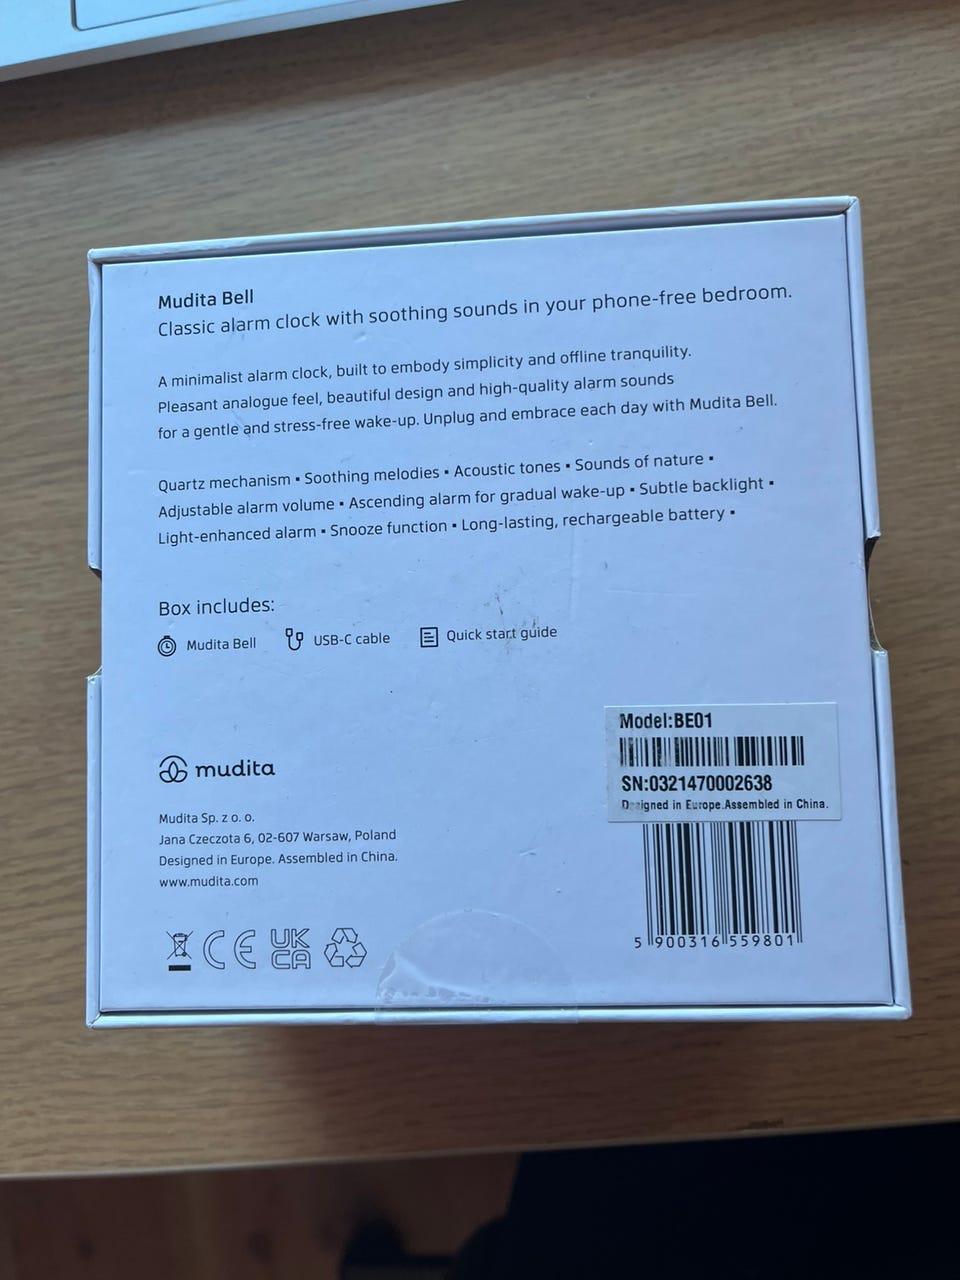 Mudita Bell
Classic alarm clock with soothing sounds in your phone-free bedroom.
A minimalist alarm clock, built to embody simplicity and offline tranquility.
Pleasant analogue feel, beautiful design and high-quality alarm sounds
for a gentle and stress-free wake-up. Unplug and embrace each day with Mudita Bell.
Quartz mechanism ▪ Soothing melodies ▪ Acoustic tones ▪ Sounds of nature ▪
Adjustable alarm volume ▪ Ascending alarm for gradual wake-up ▪ Subtle backlight ▪
Light-enhanced alarm ▪ Snooze function ▪ Long-lasting, rechargeable battery ▪
Box includes:
Mudita Bell USB-C cable Quick start guide
Model:BE01
SN:0321470002638
Designed in Europe.Assembled in China.
mudita
Mudita Sp. z o. o.
Jana Czeczota 6, 02-607 Warsaw, Poland
Designed in Europe. Assembled in China.
www.mudita.com
CE UK CA
5 900316 559801